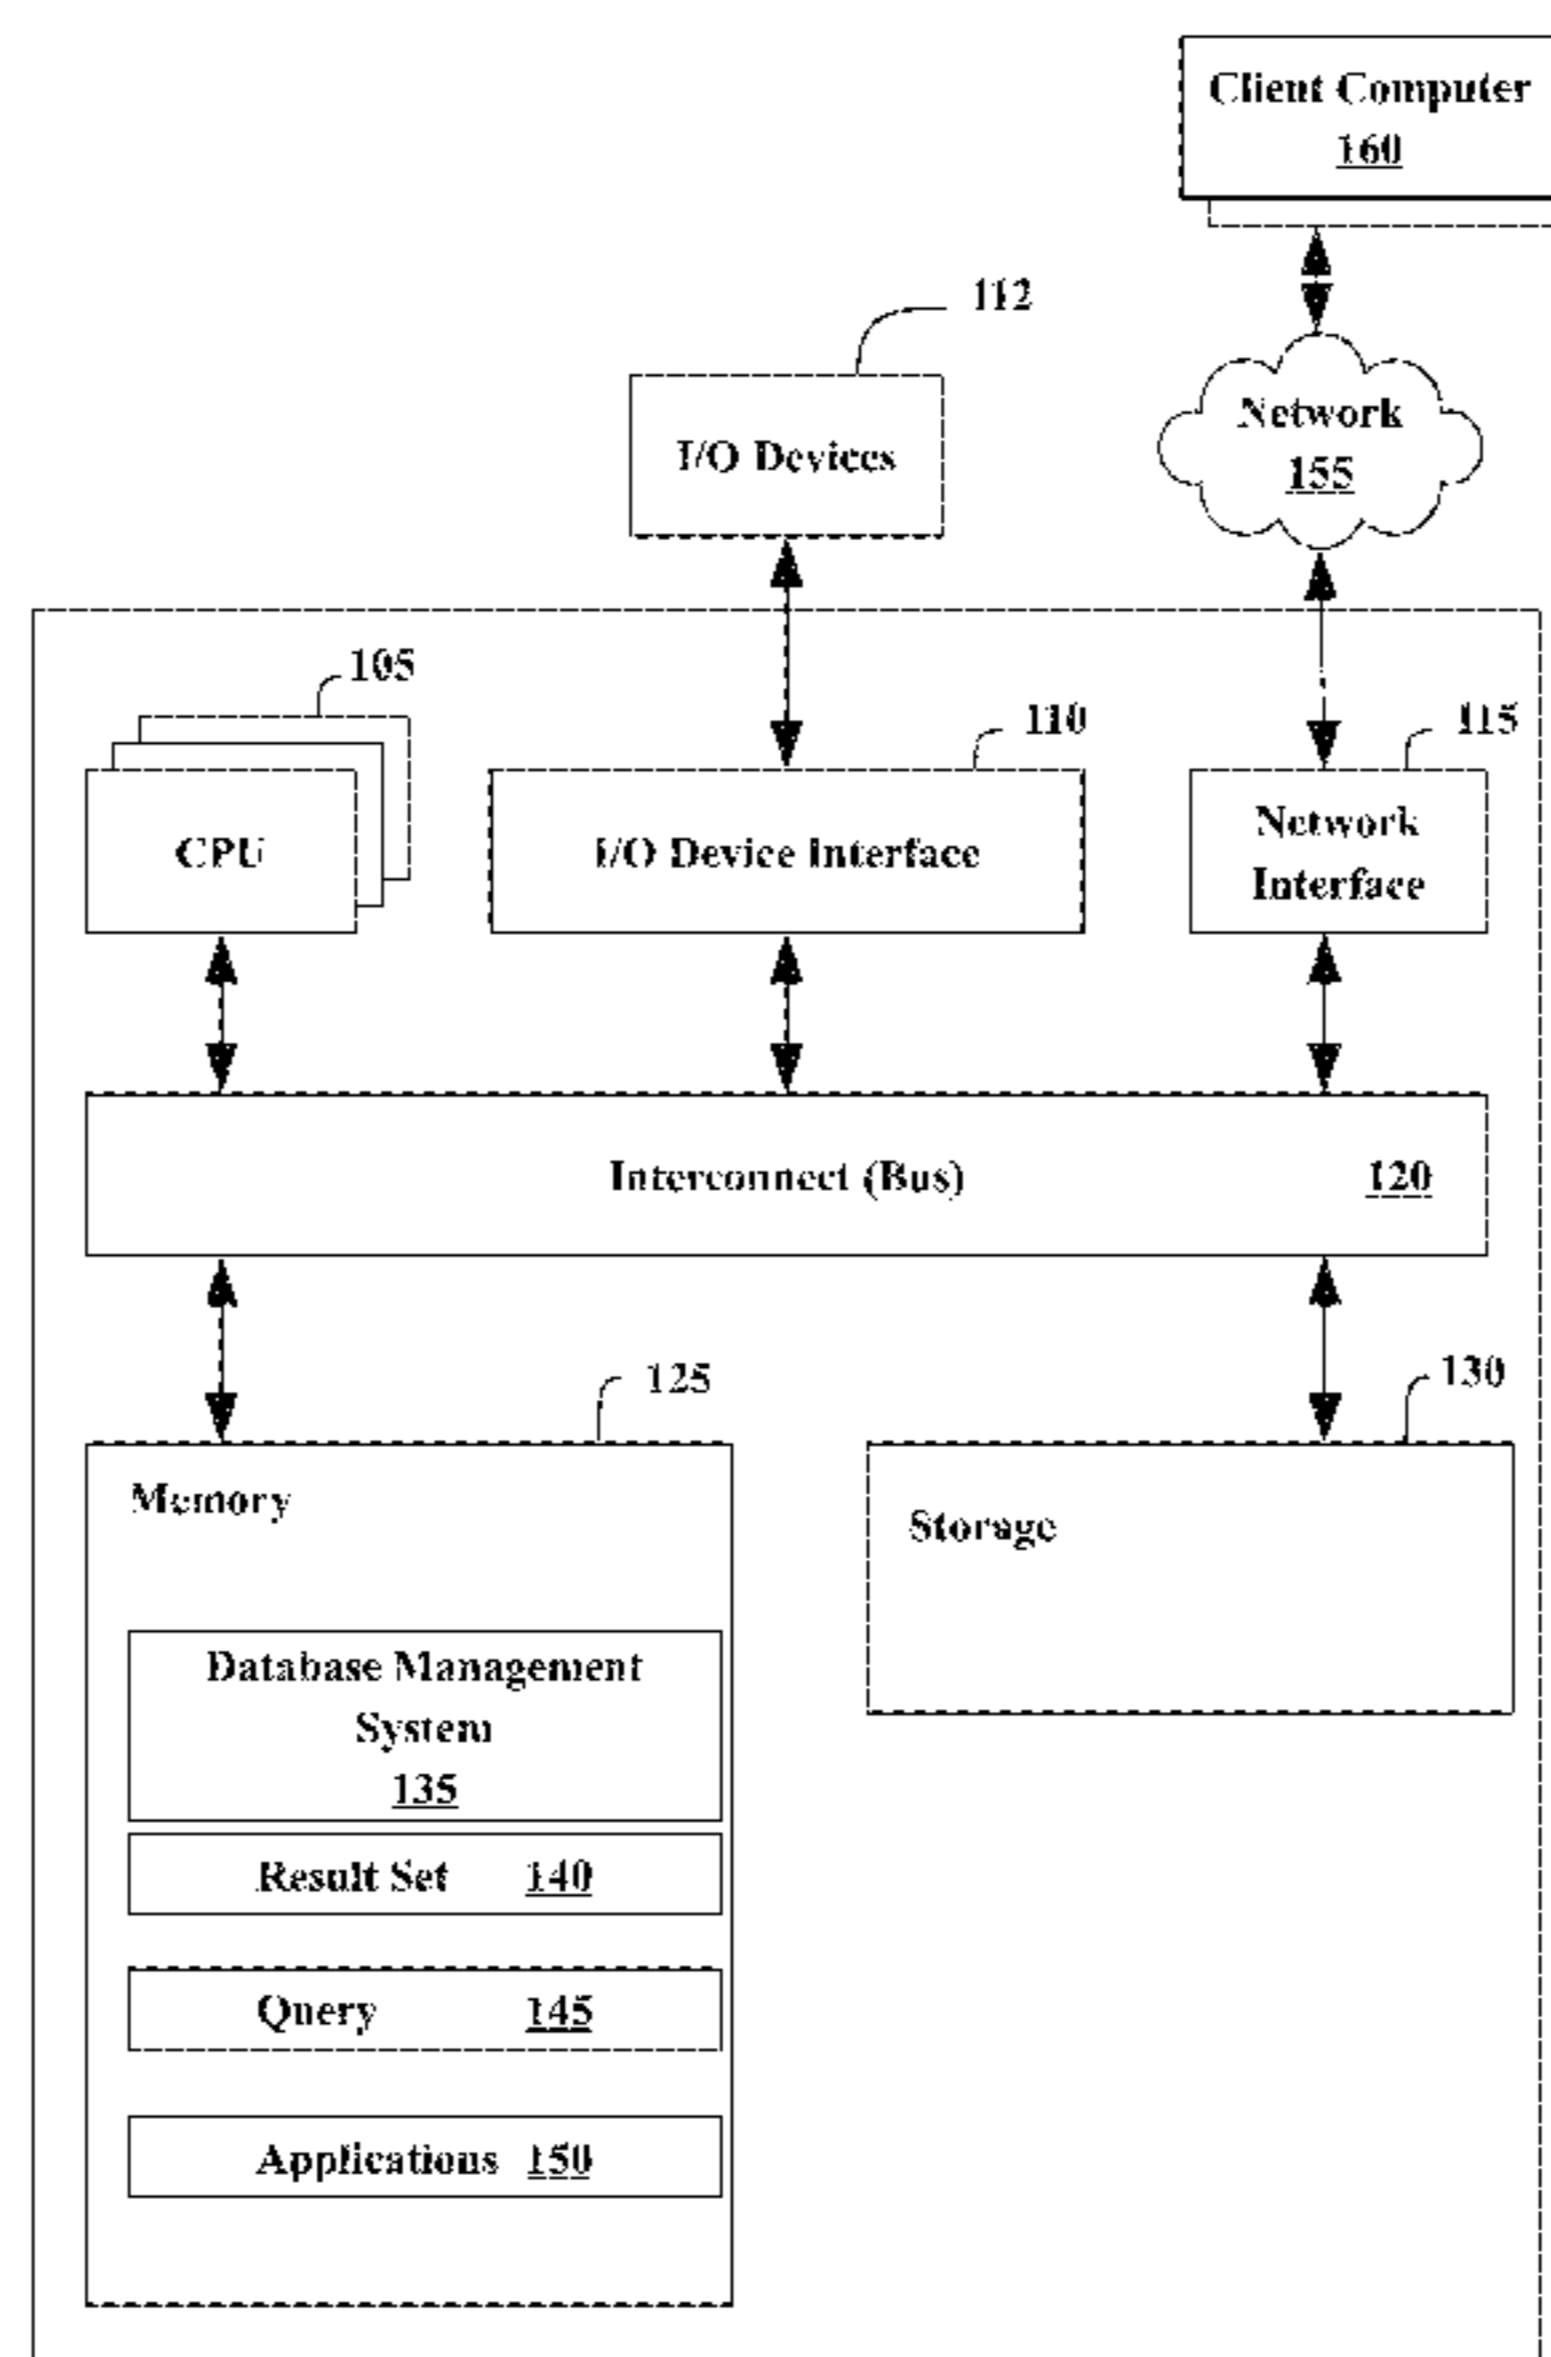 Client Computer
160
112
I/O Devices
Network
155
105
110
115
CPU
I/O Device Interface
Network
Interface
Interconnect (Bus) 120
125
130
Memory
Storage
Database Management
System
135
Result Set 140
Query 145
Applications 150